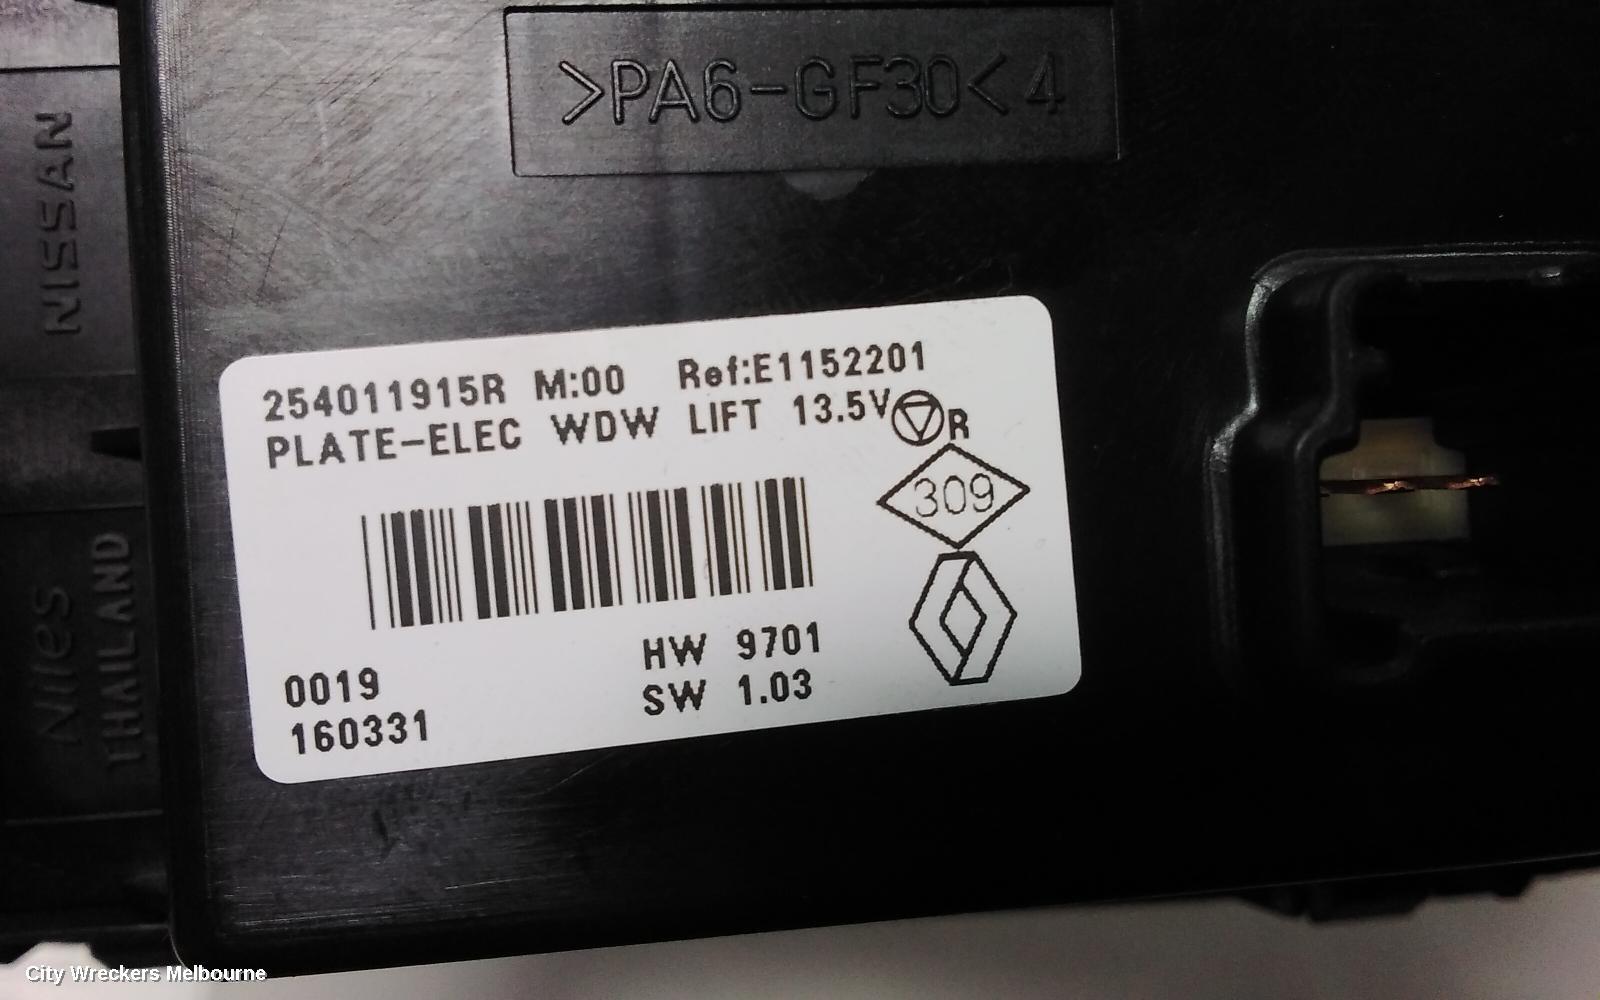 >PA6-GF30<4
NISSAN
254011915R M:00 Ref:E1152201
PLATE-ELEC WDW LIFT 13.5V R
309
HW 9701
SW 1.03
0019
160331
Niles
THAILAND
City Wreckers Melbourne